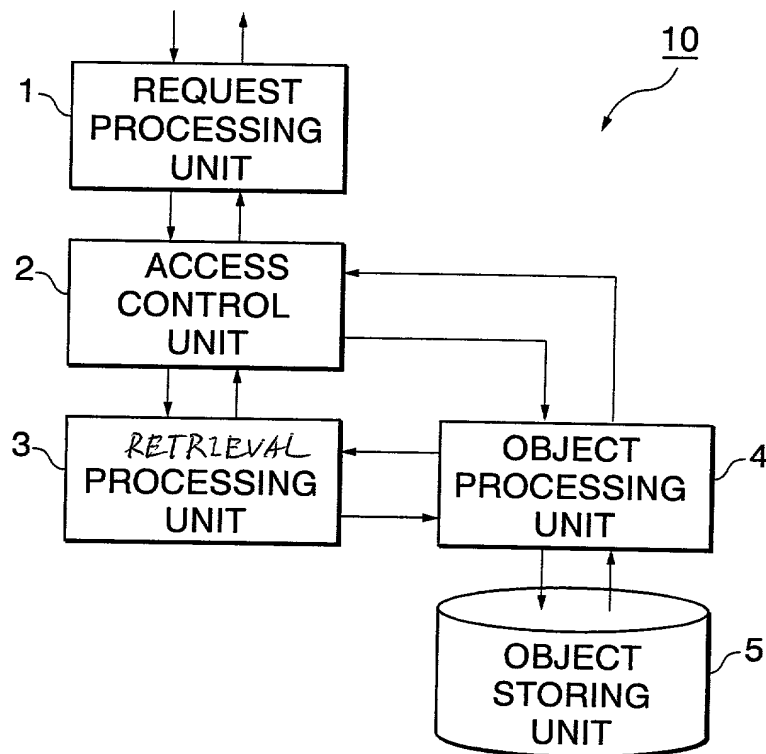 10
1
REQUEST
PROCESSING
UNIT
2
ACCESS
CONTROL
UNIT
3
RETRIEVAL
PROCESSING
UNIT
OBJECT
PROCESSING
UNIT
4
OBJECT
STORING
UNIT
5